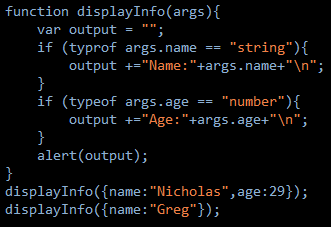 function displayInfo(args){
    var output = "";
    if (typrof args.name == "string"){
        output +="Name:"+args.name+"\n";
    }
    if (typeof args.age == "number"){
        output +="Age:"+args.age+"\n";
    }
    alert(output);
}
displayInfo({name:"Nicholas",age:29});
displayInfo({name:"Greg"});